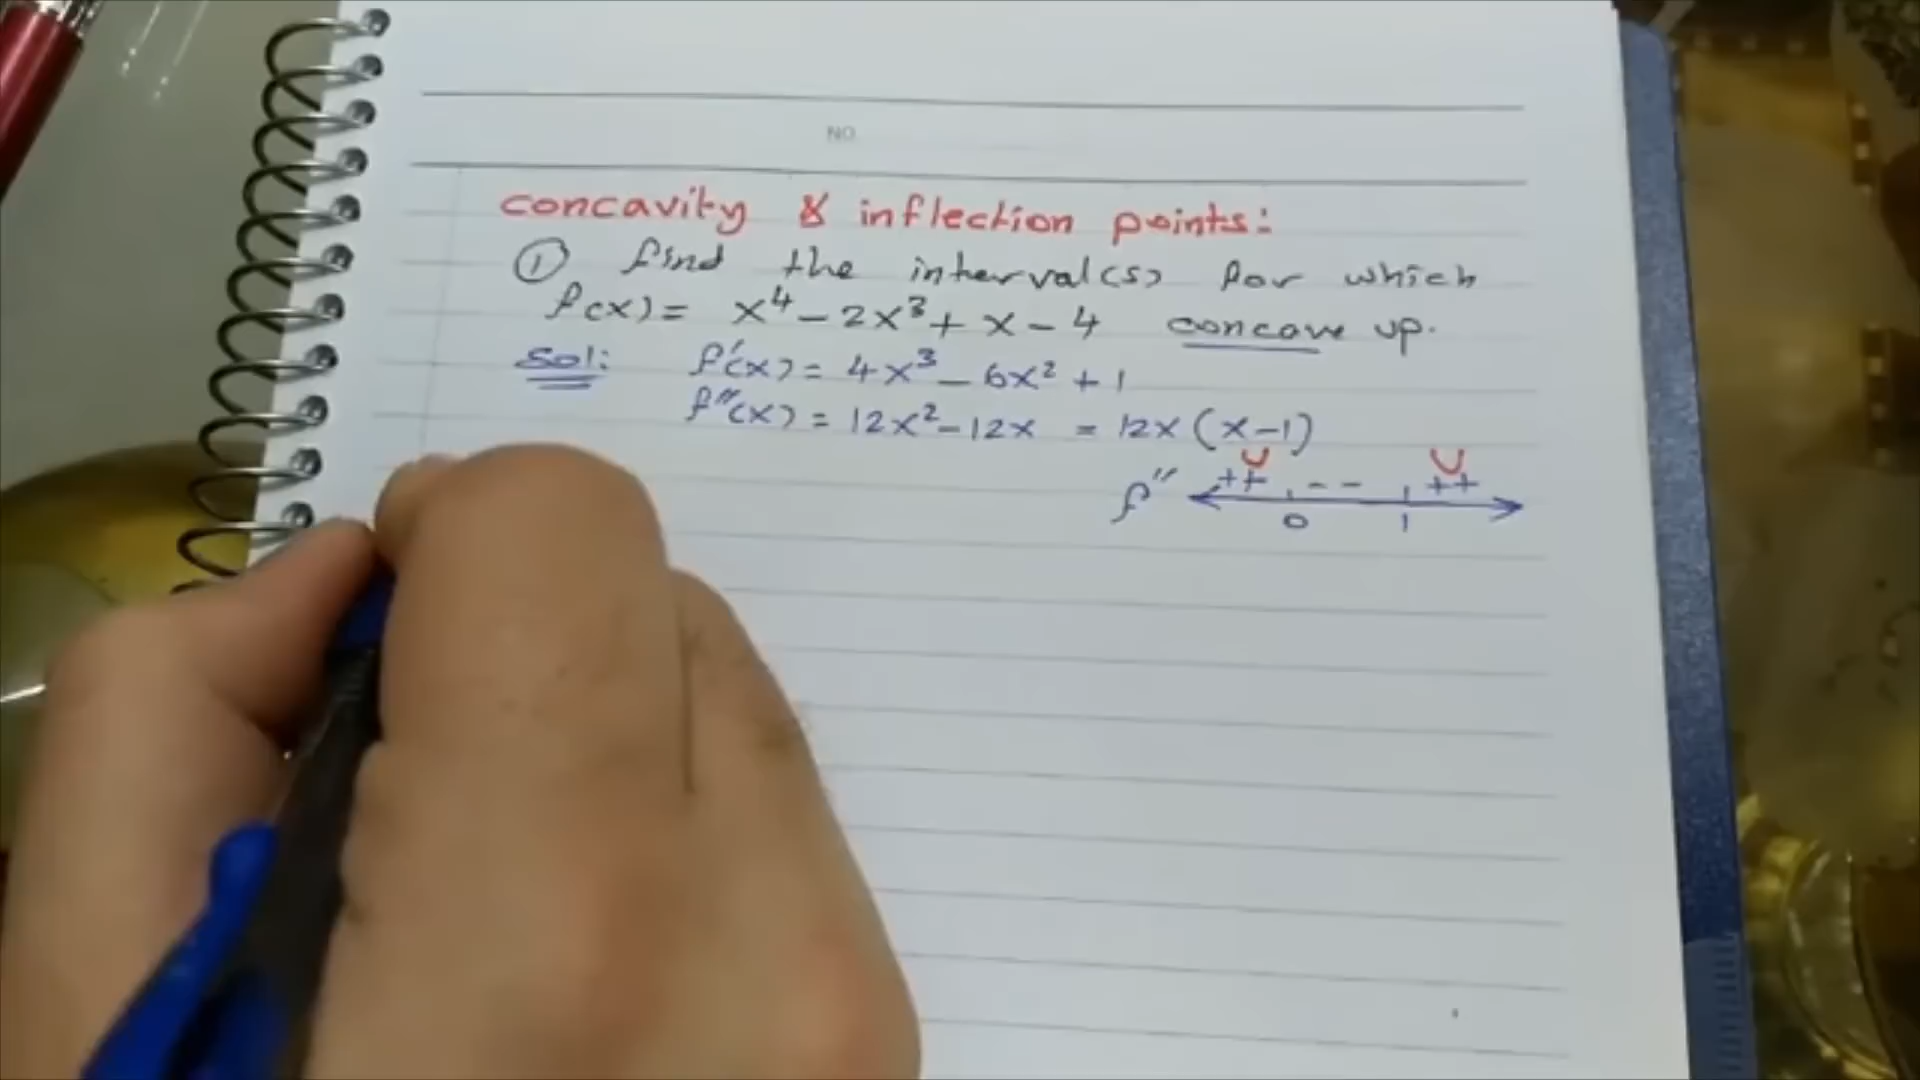 NO
concavity & inflection points:
① find the interval(s) for which
f(x) = x⁴ - 2x³ + x - 4 concave up.
Sol: f'(x) = 4x³ - 6x² + 1
f''(x) = 12x² - 12x = 12x (x-1)
f'' ++ -- ++
0 1